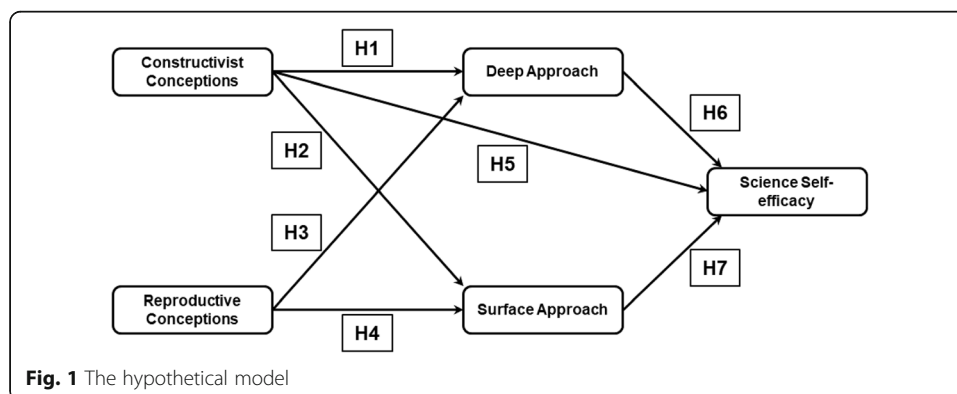 H1
Constructivist
Conceptions
Deep Approach
H6
H2
H5
Science Self-
efficacy
H3
H7
Reproductive
Conceptions
Surface Approach
H4
Fig. 1 The hypothetical model